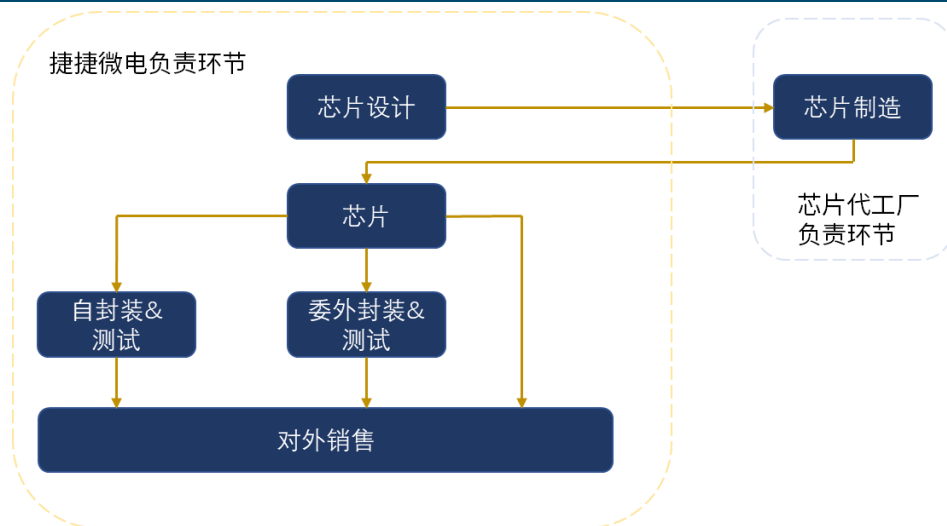 捷捷微电负责环节
芯片设计
芯片制造
芯片
芯片代工厂
负责环节
自封装&
测试
委外封装&
测试
对外销售